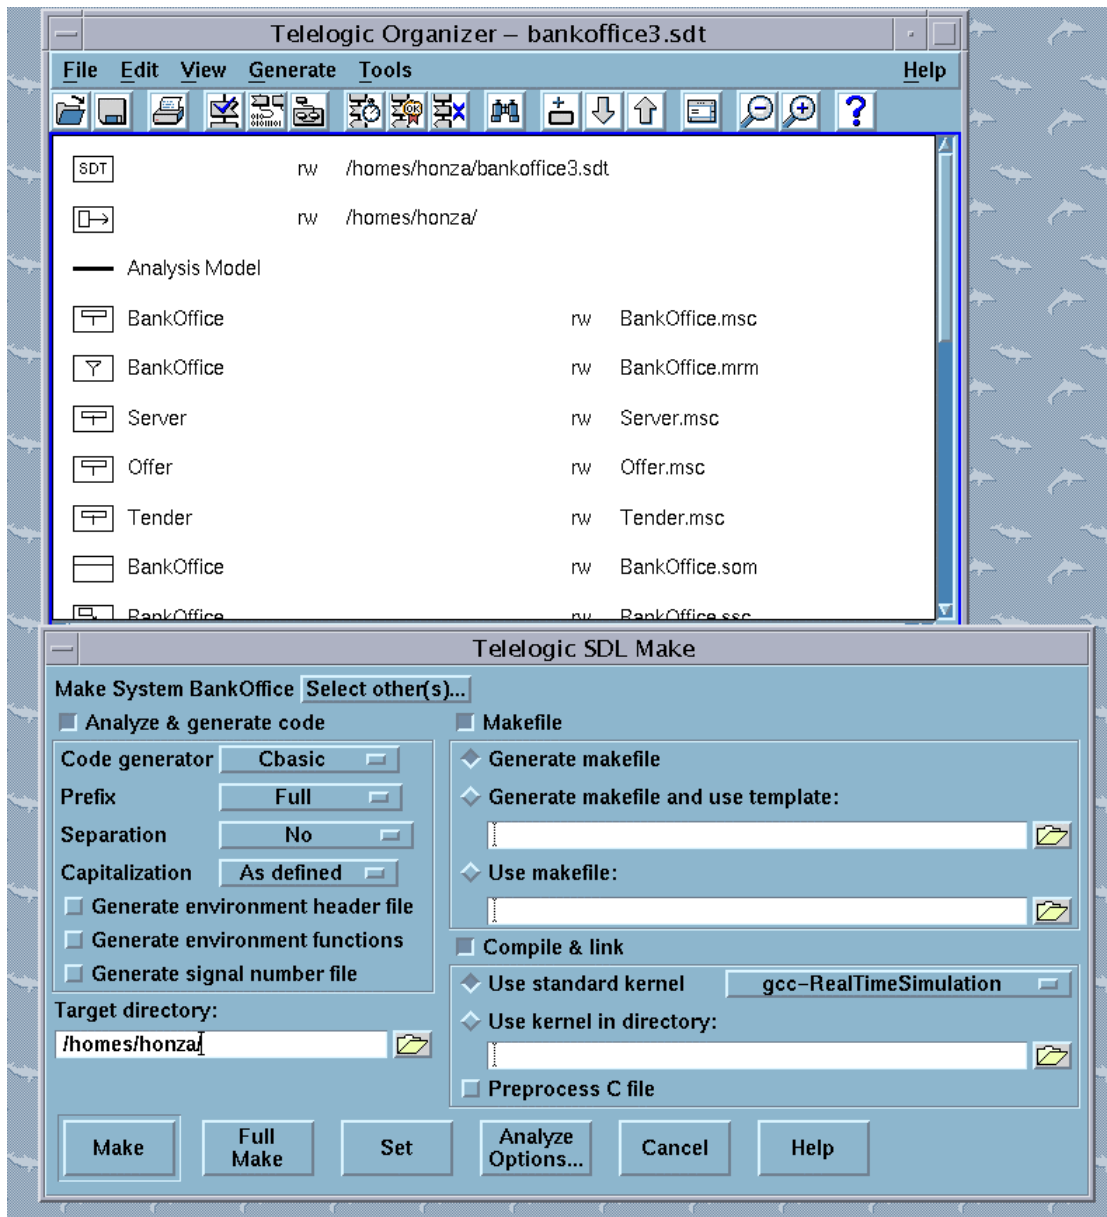 Telelogic Organizer – bankoffice3.sdt
File Edit View Generate Tools Help
?
SDT rw /homes/honza/bankoffice3.sdt
rw /homes/honza/
Analysis Model
BankOffice rw BankOffice.msc
BankOffice rw BankOffice.mrm
Server rw Server.msc
Offer rw Offer.msc
Tender rw Tender.msc
BankOffice rw BankOffice.som
BankOffice rw BankOffice.ssc
Telelogic SDL Make
Make System BankOffice Select other(s)...
Analyze & generate code
Code generator Cbasic
Prefix Full
Separation No
Capitalization As defined
Generate environment header file
Generate environment functions
Generate signal number file
Target directory:
/homes/honza/
Makefile
Generate makefile
Generate makefile and use template:
Use makefile:
Compile & link
Use standard kernel gcc–RealTimeSimulation
Use kernel in directory:
Preprocess C file
Make
Full
Make
Set
Analyze
Options...
Cancel
Help